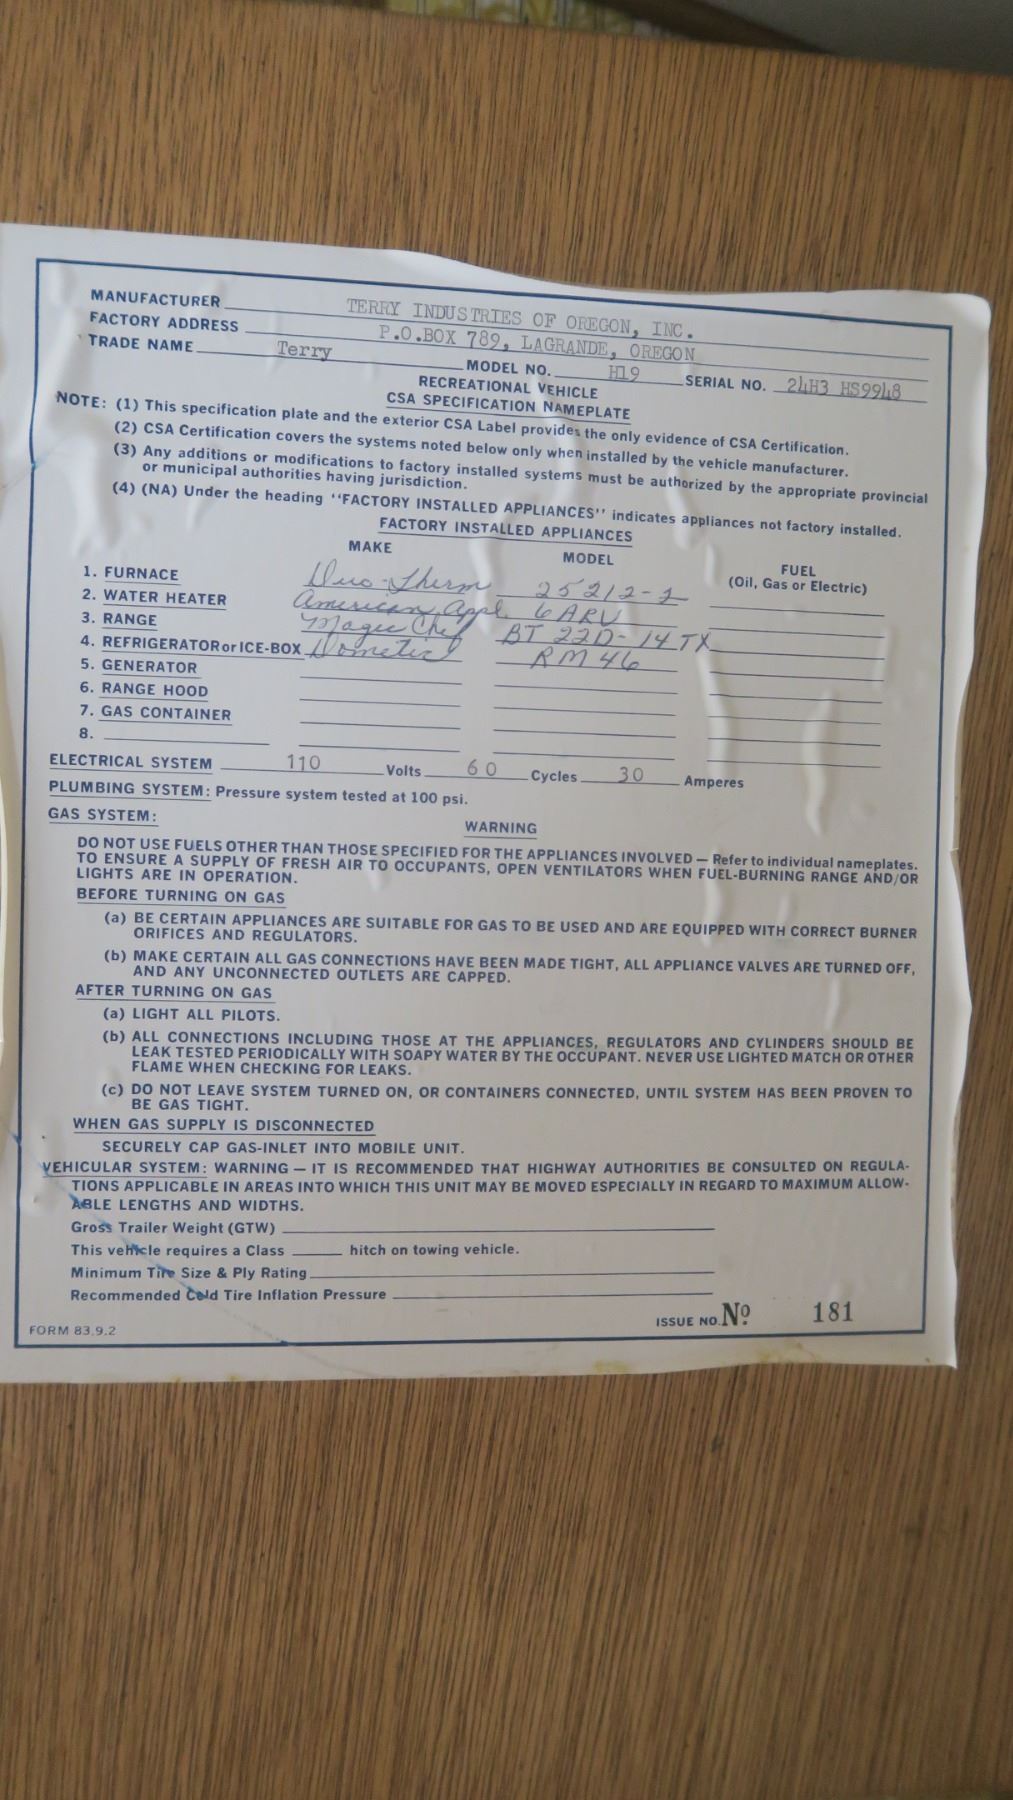 MANUFACTURER TERRY INDUSTRIES OF OREGON, INC.
FACTORY ADDRESS P.O.BOX 789, LAGRANDE, OREGON
TRADE NAME Terry MODEL NO. H19 SERIAL NO. 24H3 HS9948
RECREATIONAL VEHICLE
CSA SPECIFICATION NAMEPLATE
NOTE: (1) This specification plate and the exterior CSA Label provides the only evidence of CSA Certification.
(2) CSA Certification covers the systems noted below only when installed by the vehicle manufacturer.
(3) Any additions or modifications to factory installed systems must be authorized by the appropriate provincial
or municipal authorities having jurisdiction.
(4) (NA) Under the heading ‘‘FACTORY INSTALLED APPLIANCES’’ indicates appliances not factory installed.
FACTORY INSTALLED APPLIANCES
MAKE MODEL FUEL
(Oil, Gas or Electric)
1. FURNACE Duo-Therm 25212-2
2. WATER HEATER American Appl. 6 ARV
3. RANGE Magic Chef BT 22D-14 TX
4. REFRIGERATOR or ICE-BOX Dometic RM 46
5. GENERATOR
6. RANGE HOOD
7. GAS CONTAINER
8.
ELECTRICAL SYSTEM 110 Volts 60 Cycles 30 Amperes
PLUMBING SYSTEM: Pressure system tested at 100 psi.
GAS SYSTEM:
WARNING
DO NOT USE FUELS OTHER THAN THOSE SPECIFIED FOR THE APPLIANCES INVOLVED — Refer to individual nameplates.
TO ENSURE A SUPPLY OF FRESH AIR TO OCCUPANTS, OPEN VENTILATORS WHEN FUEL-BURNING RANGE AND/OR
LIGHTS ARE IN OPERATION.
BEFORE TURNING ON GAS
(a) BE CERTAIN APPLIANCES ARE SUITABLE FOR GAS TO BE USED AND ARE EQUIPPED WITH CORRECT BURNER
ORIFICES AND REGULATORS.
(b) MAKE CERTAIN ALL GAS CONNECTIONS HAVE BEEN MADE TIGHT, ALL APPLIANCE VALVES ARE TURNED OFF,
AND ANY UNCONNECTED OUTLETS ARE CAPPED.
AFTER TURNING ON GAS
(a) LIGHT ALL PILOTS.
(b) ALL CONNECTIONS INCLUDING THOSE AT THE APPLIANCES, REGULATORS AND CYLINDERS SHOULD BE
LEAK TESTED PERIODICALLY WITH SOAPY WATER BY THE OCCUPANT. NEVER USE LIGHTED MATCH OR OTHER
FLAME WHEN CHECKING FOR LEAKS.
(c) DO NOT LEAVE SYSTEM TURNED ON, OR CONTAINERS CONNECTED, UNTIL SYSTEM HAS BEEN PROVEN TO
BE GAS TIGHT.
WHEN GAS SUPPLY IS DISCONNECTED
SECURELY CAP GAS-INLET INTO MOBILE UNIT.
VEHICULAR SYSTEM: WARNING — IT IS RECOMMENDED THAT HIGHWAY AUTHORITIES BE CONSULTED ON REGULA-
TIONS APPLICABLE IN AREAS INTO WHICH THIS UNIT MAY BE MOVED ESPECIALLY IN REGARD TO MAXIMUM ALLOW-
ABLE LENGTHS AND WIDTHS.
Gross Trailer Weight (GTW)
This vehicle requires a Class hitch on towing vehicle.
Minimum Tire Size & Ply Rating
Recommended Cold Tire Inflation Pressure
ISSUE NO. Nº 181
FORM 83.9.2